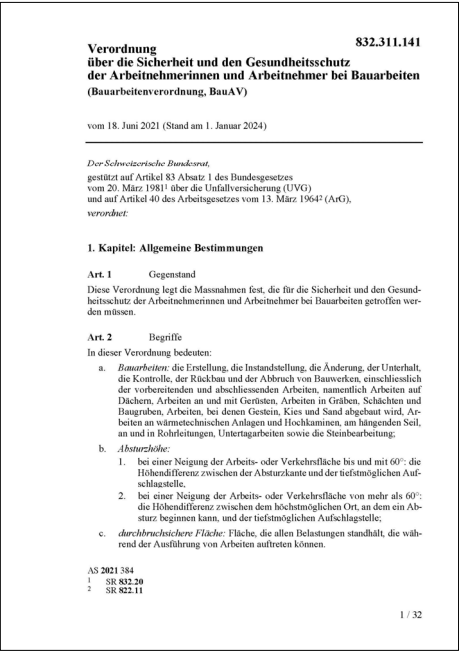 832.311.141
Verordnung
über die Sicherheit und den Gesundheitsschutz
der Arbeitnehmerinnen und Arbeitnehmer bei Bauarbeiten
(Bauarbeitenverordnung, BauAV)
vom 18. Juni 2021 (Stand am 1. Januar 2024)
Der Schweizerische Bundesrat,
gestützt auf Artikel 83 Absatz 1 des Bundesgesetzes
vom 20. März 1981¹ über die Unfallversicherung (UVG)
und auf Artikel 40 des Arbeitsgesetzes vom 13. März 1964² (ArG),
verordnet:
1. Kapitel: Allgemeine Bestimmungen
Art. 1 Gegenstand
Diese Verordnung legt die Massnahmen fest, die für die Sicherheit und den Gesund-
heitsschutz der Arbeitnehmerinnen und Arbeitnehmer bei Bauarbeiten getroffen wer-
den müssen.
Art. 2 Begriffe
In dieser Verordnung bedeuten:
a. Bauarbeiten: die Erstellung, die Instandstellung, die Änderung, der Unterhalt,
die Kontrolle, der Rückbau und der Abbruch von Bauwerken, einschliesslich
der vorbereitenden und abschliessenden Arbeiten, namentlich Arbeiten auf
Dächern, Arbeiten an und mit Gerüsten, Arbeiten in Gräben, Schächten und
Baugruben, Arbeiten, bei denen Gestein, Kies und Sand abgebaut wird, Ar-
beiten an wärmetechnischen Anlagen und Hochkaminen, am hängenden Seil,
an und in Rohrleitungen, Untertagarbeiten sowie die Steinbearbeitung;
b. Absturzhöhe:
1. bei einer Neigung der Arbeits- oder Verkehrsfläche bis und mit 60°: die
Höhendifferenz zwischen der Absturzkante und der tiefstmöglichen Auf-
schlagstelle,
2. bei einer Neigung der Arbeits- oder Verkehrsfläche von mehr als 60°:
die Höhendifferenz zwischen dem höchstmöglichen Ort, an dem ein Ab-
sturz beginnen kann, und der tiefstmöglichen Aufschlagstelle;
c. durchbruchsichere Fläche: Fläche, die allen Belastungen standhält, die wäh-
rend der Ausführung von Arbeiten auftreten können.
AS 2021 384
1 SR 832.20
2 SR 822.11
1 / 32